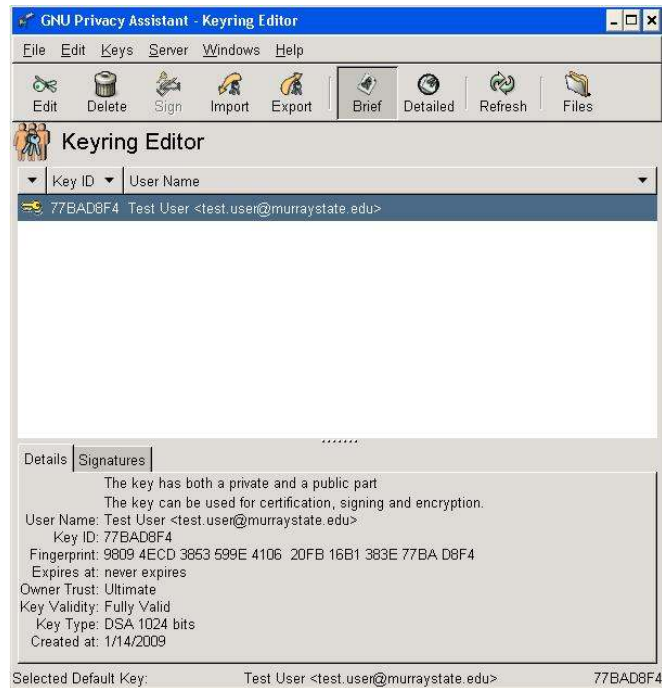 GNU Privacy Assistant - Keyring Editor
File Edit Keys Server Windows Help
Edit Delete Sign Import Export Brief Detailed Refresh Files
Keyring Editor
Key ID User Name
77BAD8F4 Test User <test.user@murraystate.edu>
Details Signatures
The key has both a private and a public part
The key can be used for certification, signing and encryption.
User Name: Test User <test.user@murraystate.edu>
Key ID: 77BAD8F4
Fingerprint: 9809 4ECD 3853 599E 4106 20FB 16B1 383E 77BA D8F4
Expires at: never expires
Owner Trust: Ultimate
Key Validity: Fully Valid
Key Type: DSA 1024 bits
Created at: 1/14/2009
Selected Default Key: Test User <test.user@murraystate.edu> 77BAD8F4